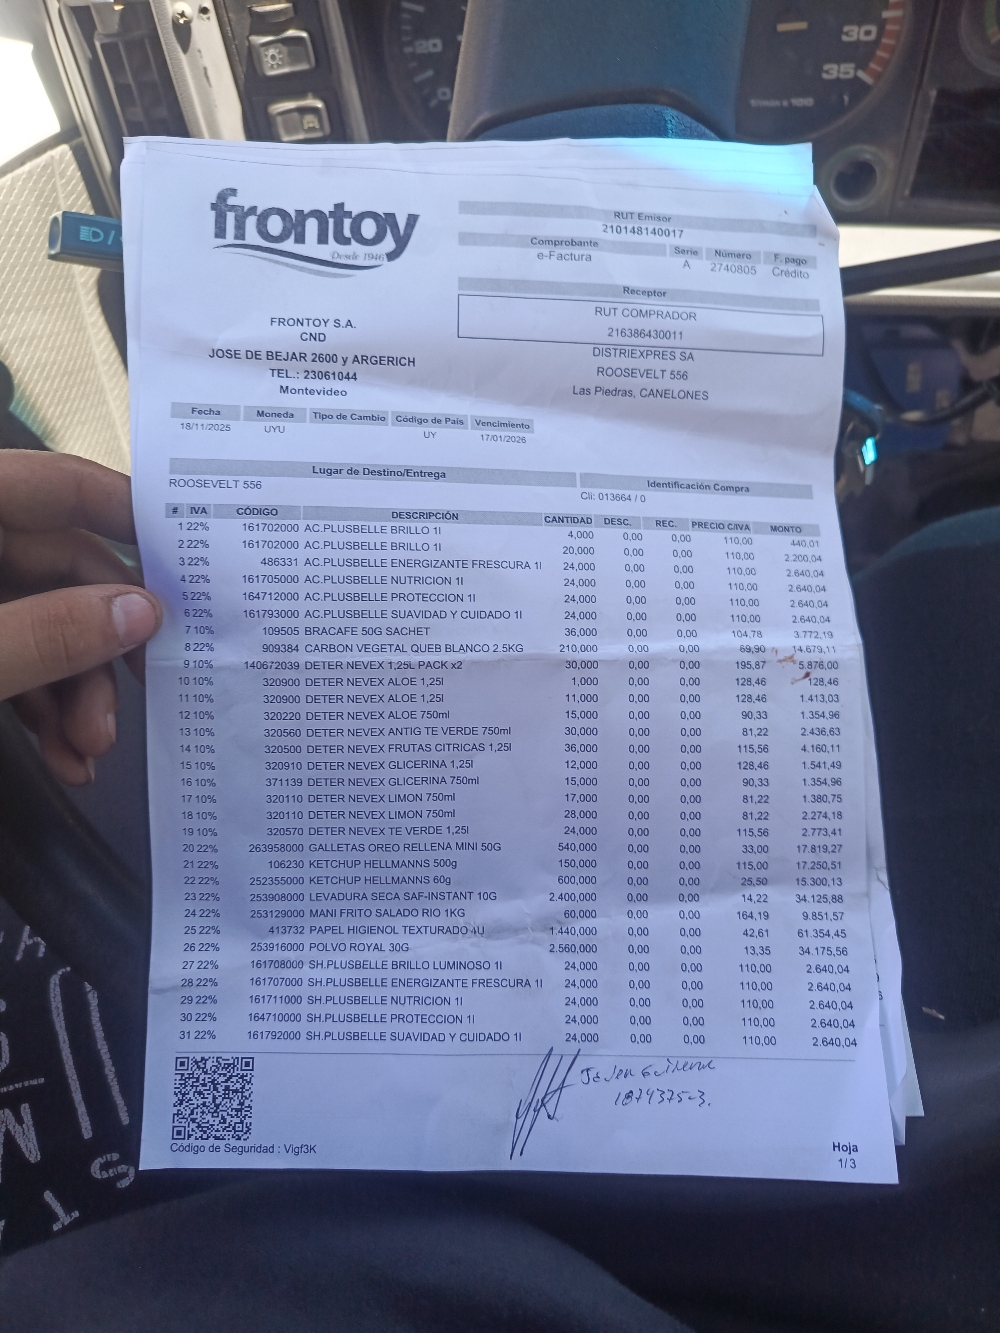 20
30
35
1/min x 100
frontoy
Desde 1946
RUT Emisor
210148140017
Comprobante Serie Número F. pago
e-Factura A 2740805 Crédito
Receptor
RUT COMPRADOR
216386430011
DISTRIEXPRES SA
ROOSEVELT 556
Las Piedras, CANELONES
FRONTOY S.A.
CND
JOSE DE BEJAR 2600 y ARGERICH
TEL.: 23061044
Montevideo
Fecha Moneda Tipo de Cambio Código de País Vencimiento
18/11/2025 UYU UY 17/01/2026
Lugar de Destino/Entrega Identificación Compra
ROOSEVELT 556 Cli: 013664 / 0
# IVA CÓDIGO DESCRIPCIÓN CANTIDAD DESC. REC. PRECIO C/IVA MONTO
1 22% 161702000 AC.PLUSBELLE BRILLO 1l 4,000 0,00 0,00 110,00 440,01
2 22% 161702000 AC.PLUSBELLE BRILLO 1l 20,000 0,00 0,00 110,00 2.200,04
3 22% 486331 AC.PLUSBELLE ENERGIZANTE FRESCURA 1l 24,000 0,00 0,00 110,00 2.640,04
4 22% 161705000 AC.PLUSBELLE NUTRICION 1l 24,000 0,00 0,00 110,00 2.640,04
5 22% 164712000 AC.PLUSBELLE PROTECCION 1l 24,000 0,00 0,00 110,00 2.640,04
6 22% 161793000 AC.PLUSBELLE SUAVIDAD Y CUIDADO 1l 24,000 0,00 0,00 110,00 2.640,04
7 10% 109505 BRACAFE 50G SACHET 36,000 0,00 0,00 104,78 3.772,19
8 22% 909384 CARBON VEGETAL QUEB BLANCO 2.5KG 210,000 0,00 0,00 69,90 14.679,11
9 10% 140672039 DETER NEVEX 1,25L PACK x2 30,000 0,00 0,00 195,87 5.876,00
10 10% 320900 DETER NEVEX ALOE 1,25l 1,000 0,00 0,00 128,46 128,46
11 10% 320900 DETER NEVEX ALOE 1,25l 11,000 0,00 0,00 128,46 1.413,03
12 10% 320220 DETER NEVEX ALOE 750ml 15,000 0,00 0,00 90,33 1.354,96
13 10% 320560 DETER NEVEX ANTIG TE VERDE 750ml 30,000 0,00 0,00 81,22 2.436,63
14 10% 320500 DETER NEVEX FRUTAS CITRICAS 1,25l 36,000 0,00 0,00 115,56 4.160,11
15 10% 320910 DETER NEVEX GLICERINA 1,25l 12,000 0,00 0,00 128,46 1.541,49
16 10% 371139 DETER NEVEX GLICERINA 750ml 15,000 0,00 0,00 90,33 1.354,96
17 10% 320110 DETER NEVEX LIMON 750ml 17,000 0,00 0,00 81,22 1.380,75
18 10% 320110 DETER NEVEX LIMON 750ml 28,000 0,00 0,00 81,22 2.274,18
19 10% 320570 DETER NEVEX TE VERDE 1,25l 24,000 0,00 0,00 115,56 2.773,41
20 22% 263958000 GALLETAS OREO RELLENA MINI 50G 540,000 0,00 0,00 33,00 17.819,27
21 22% 106230 KETCHUP HELLMANNS 500g 150,000 0,00 0,00 115,00 17.250,51
22 22% 252355000 KETCHUP HELLMANNS 60g 600,000 0,00 0,00 25,50 15.300,13
23 22% 253908000 LEVADURA SECA SAF-INSTANT 10G 2.400,000 0,00 0,00 14,22 34.125,88
24 22% 253129000 MANI FRITO SALADO RIO 1KG 60,000 0,00 0,00 164,19 9.851,57
25 22% 413732 PAPEL HIGIENOL TEXTURADO 4U 1.440,000 0,00 0,00 42,61 61.354,45
26 22% 253916000 POLVO ROYAL 30G 2.560,000 0,00 0,00 13,35 34.175,56
27 22% 161708000 SH.PLUSBELLE BRILLO LUMINOSO 1l 24,000 0,00 0,00 110,00 2.640,04
28 22% 161707000 SH.PLUSBELLE ENERGIZANTE FRESCURA 1l 24,000 0,00 0,00 110,00 2.640,04
29 22% 161711000 SH.PLUSBELLE NUTRICION 1l 24,000 0,00 0,00 110,00 2.640,04
30 22% 164710000 SH.PLUSBELLE PROTECCION 1l 24,000 0,00 0,00 110,00 2.640,04
31 22% 161792000 SH.PLUSBELLE SUAVIDAD Y CUIDADO 1l 24,000 0,00 0,00 110,00 2.640,04
1874375-3.
Código de Seguridad : Vigf3K
Hoja
1/3